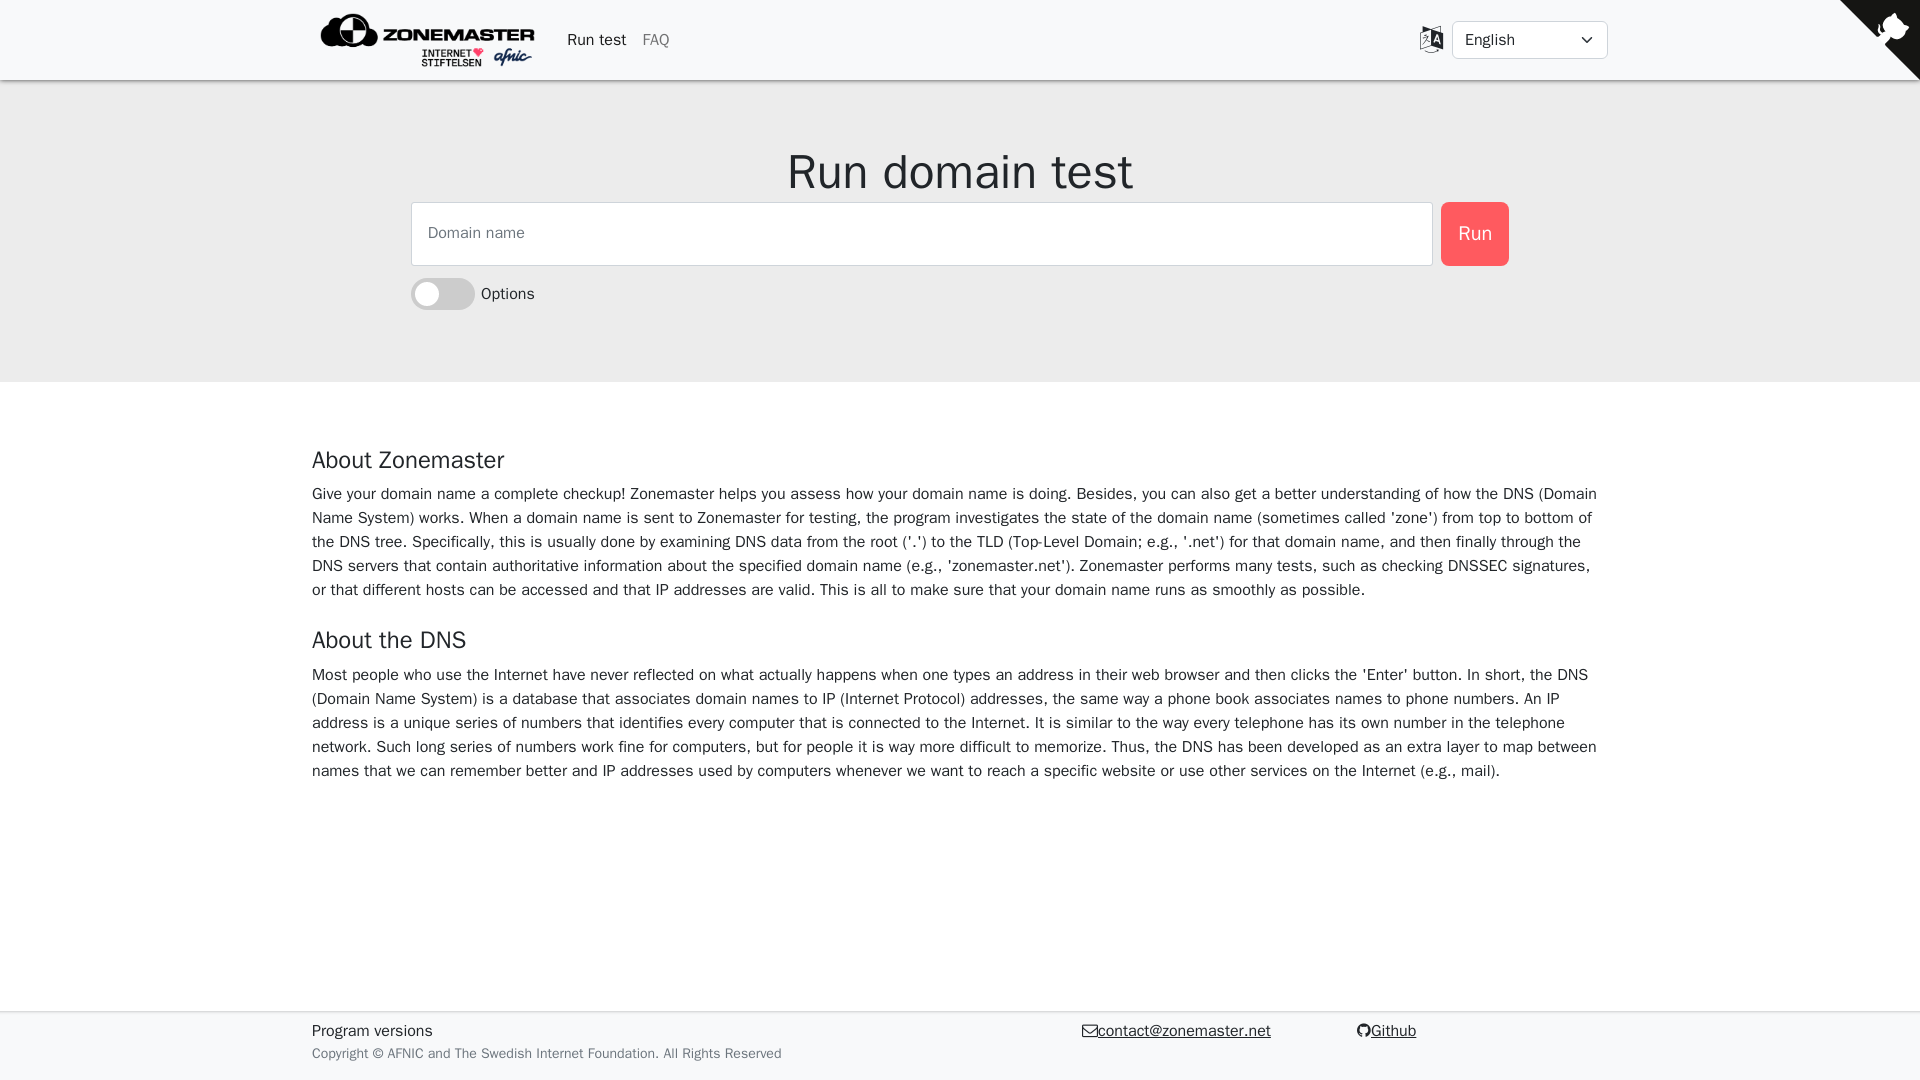 ZONEMASTER
INTERNET
STIFTELSEN afnic
Run test FAQ
English
Run domain test
Domain name
Run
Options
About Zonemaster
Give your domain name a complete checkup! Zonemaster helps you assess how your domain name is doing. Besides, you can also get a better understanding of how the DNS (Domain
Name System) works. When a domain name is sent to Zonemaster for testing, the program investigates the state of the domain name (sometimes called 'zone') from top to bottom of
the DNS tree. Specifically, this is usually done by examining DNS data from the root ('.') to the TLD (Top-Level Domain; e.g., '.net') for that domain name, and then finally through the
DNS servers that contain authoritative information about the specified domain name (e.g., 'zonemaster.net'). Zonemaster performs many tests, such as checking DNSSEC signatures,
or that different hosts can be accessed and that IP addresses are valid. This is all to make sure that your domain name runs as smoothly as possible.
About the DNS
Most people who use the Internet have never reflected on what actually happens when one types an address in their web browser and then clicks the 'Enter' button. In short, the DNS
(Domain Name System) is a database that associates domain names to IP (Internet Protocol) addresses, the same way a phone book associates names to phone numbers. An IP
address is a unique series of numbers that identifies every computer that is connected to the Internet. It is similar to the way every telephone has its own number in the telephone
network. Such long series of numbers work fine for computers, but for people it is way more difficult to memorize. Thus, the DNS has been developed as an extra layer to map between
names that we can remember better and IP addresses used by computers whenever we want to reach a specific website or use other services on the Internet (e.g., mail).
Program versions
Copyright © AFNIC and The Swedish Internet Foundation. All Rights Reserved
contact@zonemaster.net
Github